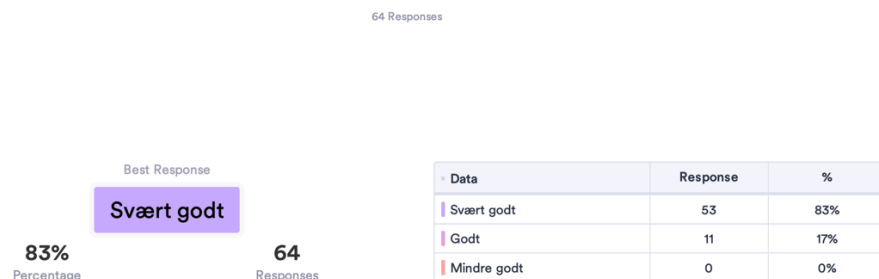 64 Responses
Best Response
Svært godt
83%
Percentage
64
Responses
Data Response %
Svært godt 53 83%
Godt 11 17%
Mindre godt 0 0%